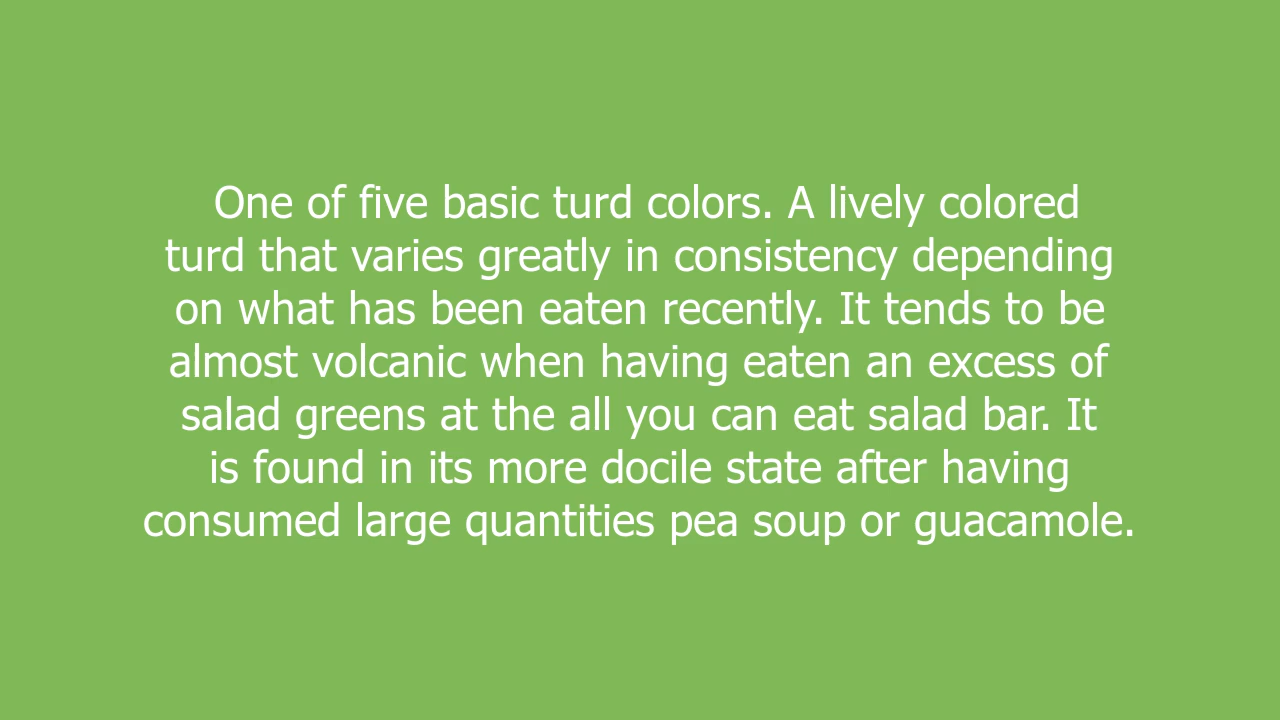 One of five basic turd colors. A lively colored
turd that varies greatly in consistency depending
on what has been eaten recently. It tends to be
almost volcanic when having eaten an excess of
salad greens at the all you can eat salad bar. It
is found in its more docile state after having
consumed large quantities pea soup or guacamole.